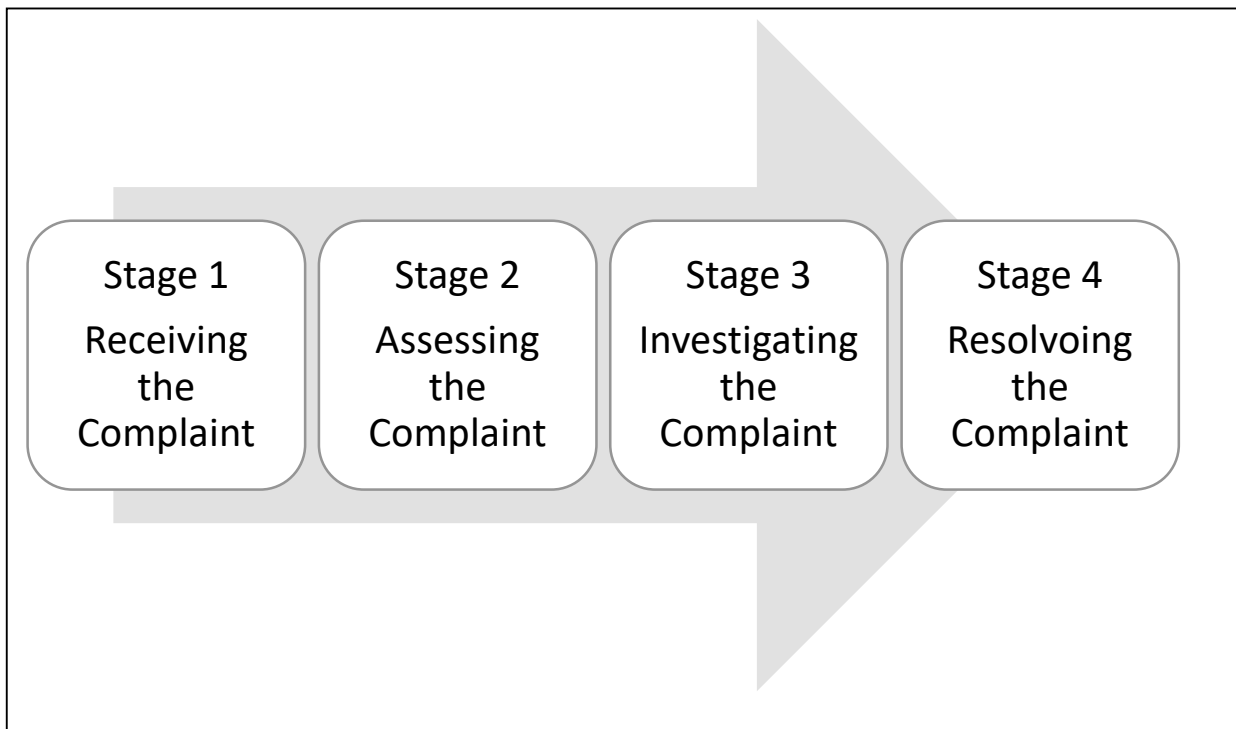 Stage 1
Receiving
the
Complaint
Stage 2
Assessing
the
Complaint
Stage 3
Investigating
the
Complaint
Stage 4
Resolvoing
the
Complaint